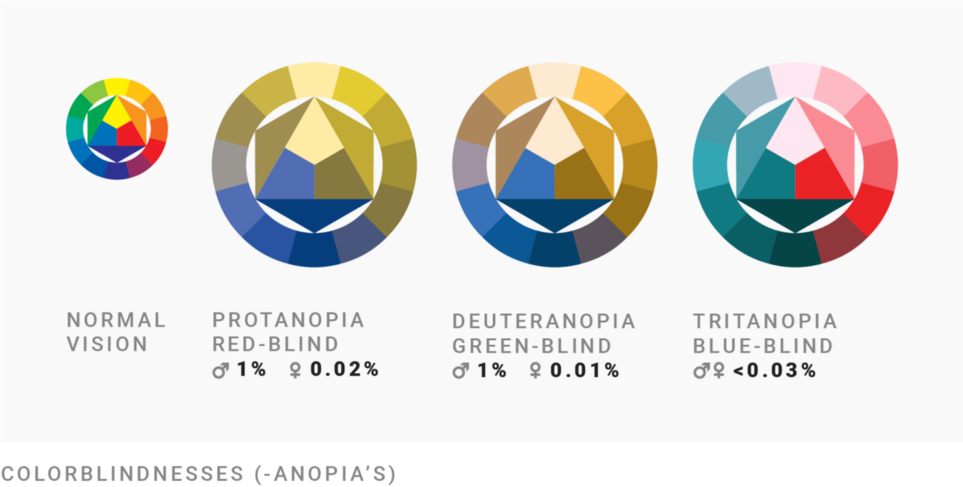 NORMAL
VISION
PROTANOPIA
RED-BLIND
♂ 1% ♀ 0.02%
DEUTERANOPIA
GREEN-BLIND
♂ 1% ♀ 0.01%
TRITANOPIA
BLUE-BLIND
♂♀ <0.03%
COLORBLINDNESSES (-ANOPIA’S)